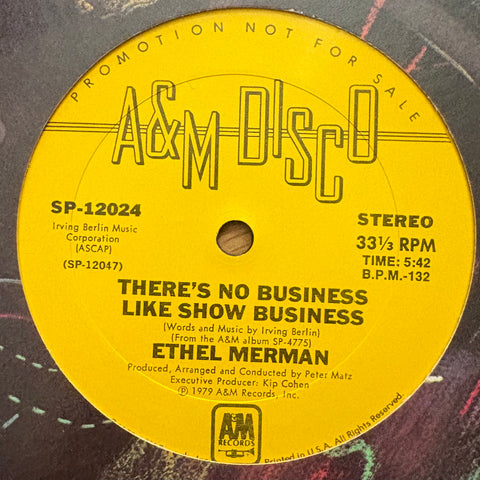 PROMOTION NOT FOR SALE
A&M DISCO
SP-12024
Irving Berlin Music
Corporation
(ASCAP)
(SP-12047)
STEREO
33⅓ RPM
TIME: 5:42
B.P.M.-132
THERE'S NO BUSINESS
LIKE SHOW BUSINESS
(Words and Music by Irving Berlin)
(From the A&M album SP-4775)
ETHEL MERMAN
Produced, Arranged and Conducted by Peter Matz
Executive Producer: Kip Cohen
℗ 1979 A&M Records, Inc.
A&M
RECORDS
Printed in U.S.A. All Rights Reserved.